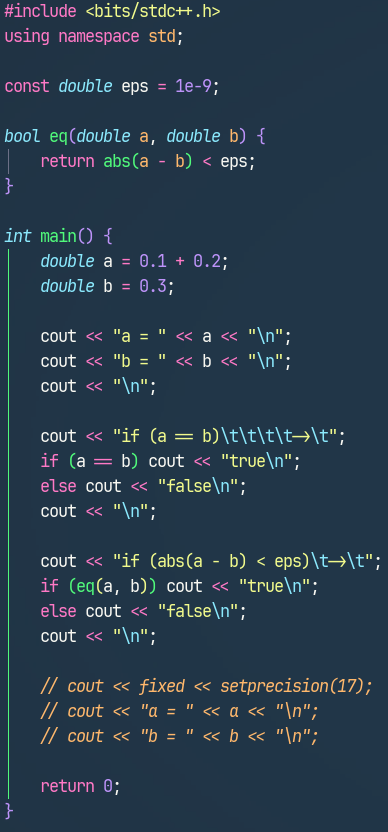 #include <bits/stdc++.h>
using namespace std;

const double eps = 1e-9;

bool eq(double a, double b) {
    return abs(a - b) < eps;
}

int main() {
    double a = 0.1 + 0.2;
    double b = 0.3;

    cout << "a = " << a << "\n";
    cout << "b = " << b << "\n";
    cout << "\n";

    cout << "if (a == b)\t\t\t\t->\t";
    if (a == b) cout << "true\n";
    else cout << "false\n";
    cout << "\n";

    cout << "if (abs(a - b) < eps)\t->\t";
    if (eq(a, b)) cout << "true\n";
    else cout << "false\n";
    cout << "\n";

    // cout << fixed << setprecision(17);
    // cout << "a = " << a << "\n";
    // cout << "b = " << b << "\n";

    return 0;
}